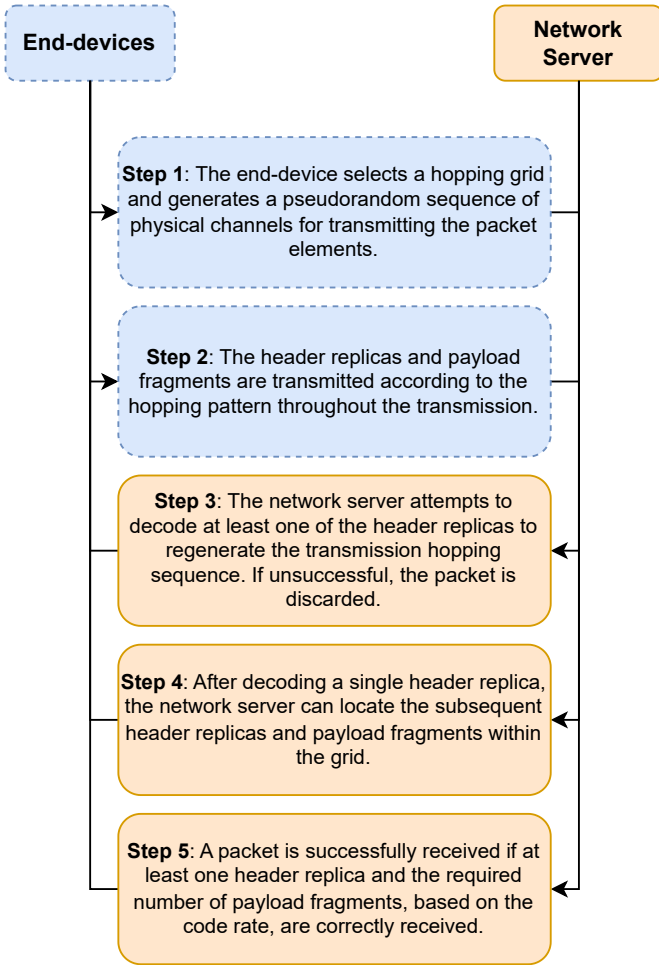 End-devices
Network
Server
Step 1: The end-device selects a hopping grid
and generates a pseudorandom sequence of
physical channels for transmitting the packet
elements.
Step 2: The header replicas and payload
fragments are transmitted according to the
hopping pattern throughout the transmission.
Step 3: The network server attempts to
decode at least one of the header replicas to
regenerate the transmission hopping
sequence. If unsuccessful, the packet is
discarded.
Step 4: After decoding a single header replica,
the network server can locate the subsequent
header replicas and payload fragments within
the grid.
Step 5: A packet is successfully received if at
least one header replica and the required
number of payload fragments, based on the
code rate, are correctly received.